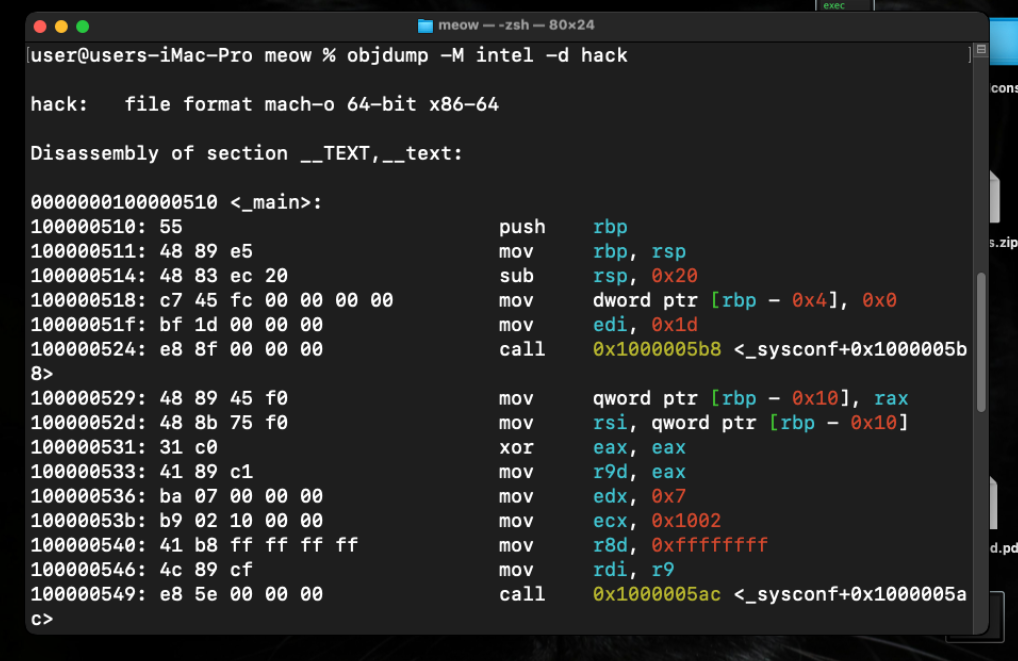 exec
meow — -zsh — 80×24
[user@users-iMac-Pro meow % objdump -M intel -d hack ]
hack:   file format mach-o 64-bit x86-64
Disassembly of section __TEXT,__text:
0000000100000510 <_main>:
100000510: 55                            push    rbp
100000511: 48 89 e5                      mov     rbp, rsp
100000514: 48 83 ec 20                   sub     rsp, 0x20
100000518: c7 45 fc 00 00 00 00          mov     dword ptr [rbp - 0x4], 0x0
10000051f: bf 1d 00 00 00                mov     edi, 0x1d
100000524: e8 8f 00 00 00                call    0x1000005b8 <_sysconf+0x1000005b
8>
100000529: 48 89 45 f0                   mov     qword ptr [rbp - 0x10], rax
10000052d: 48 8b 75 f0                   mov     rsi, qword ptr [rbp - 0x10]
100000531: 31 c0                         xor     eax, eax
100000533: 41 89 c1                      mov     r9d, eax
100000536: ba 07 00 00 00                mov     edx, 0x7
10000053b: b9 02 10 00 00                mov     ecx, 0x1002
100000540: 41 b8 ff ff ff ff             mov     r8d, 0xffffffff
100000546: 4c 89 cf                      mov     rdi, r9
100000549: e8 5e 00 00 00                call    0x1000005ac <_sysconf+0x1000005a
c>
cons
s.zip
d.pd